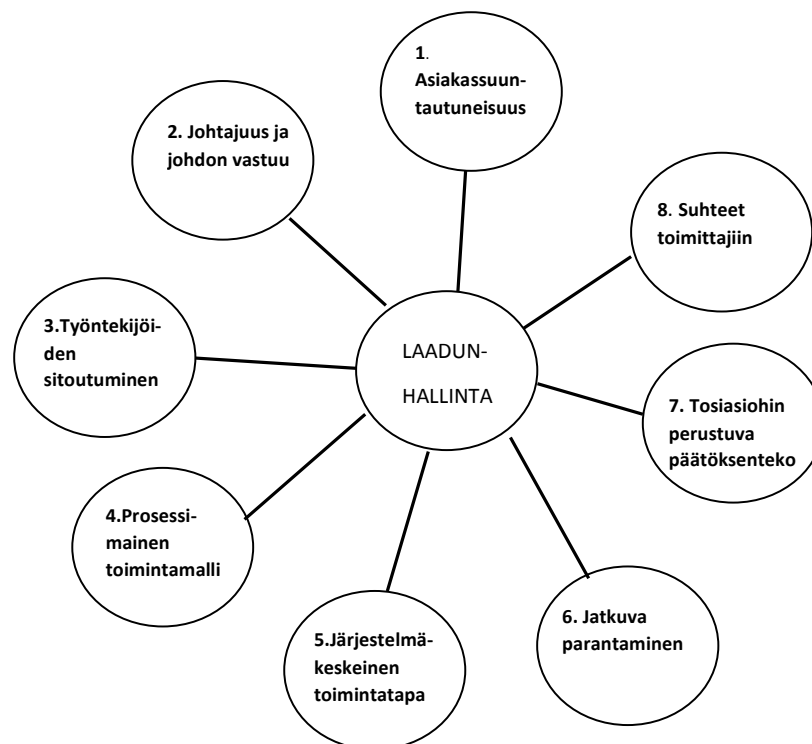 1.
Asiakassuun-
tautuneisuus
2. Johtajuus ja
johdon vastuu
8. Suhteet
toimittajiin
3.Työntekijöi-
den
sitoutuminen
LAADUN-
HALLINTA
7. Tosiasiohin
perustuva
päätöksenteko
4.Prosessi-
mainen
toimintamalli
6. Jatkuva
parantaminen
5.Järjestelmä-
keskeinen
toimintatapa